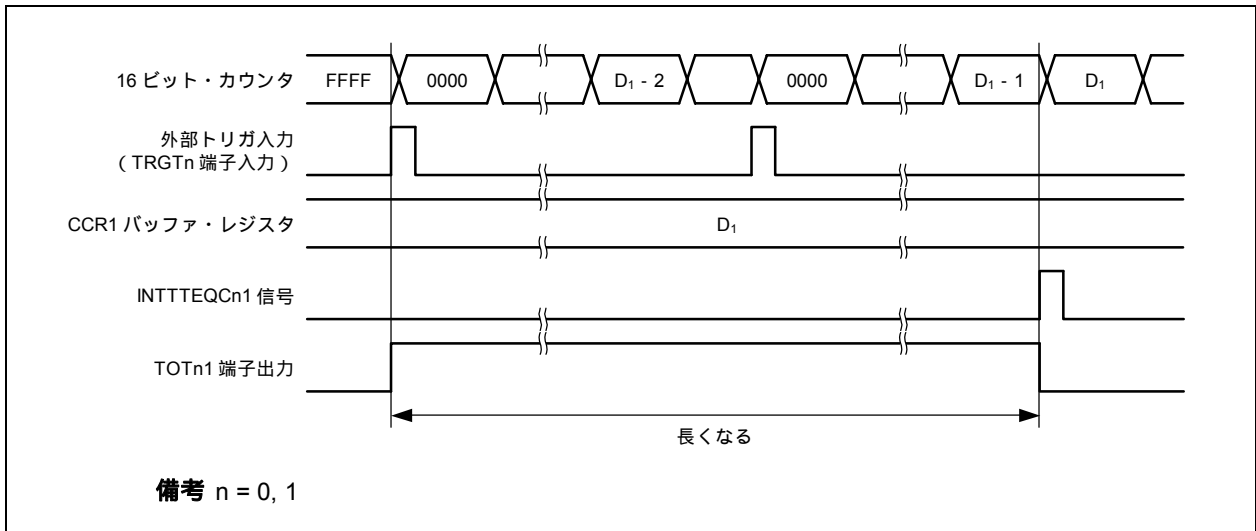 16 ビット・カウンタ FFFF 0000 D₁ - 2 0000 D₁ - 1 D₁
外部トリガ入力
( TRGTn 端子入力 )
CCR1 バッファ・レジスタ D₁
INTTTEQCn1 信号
TOTn1 端子出力
長くなる
備考 n = 0, 1